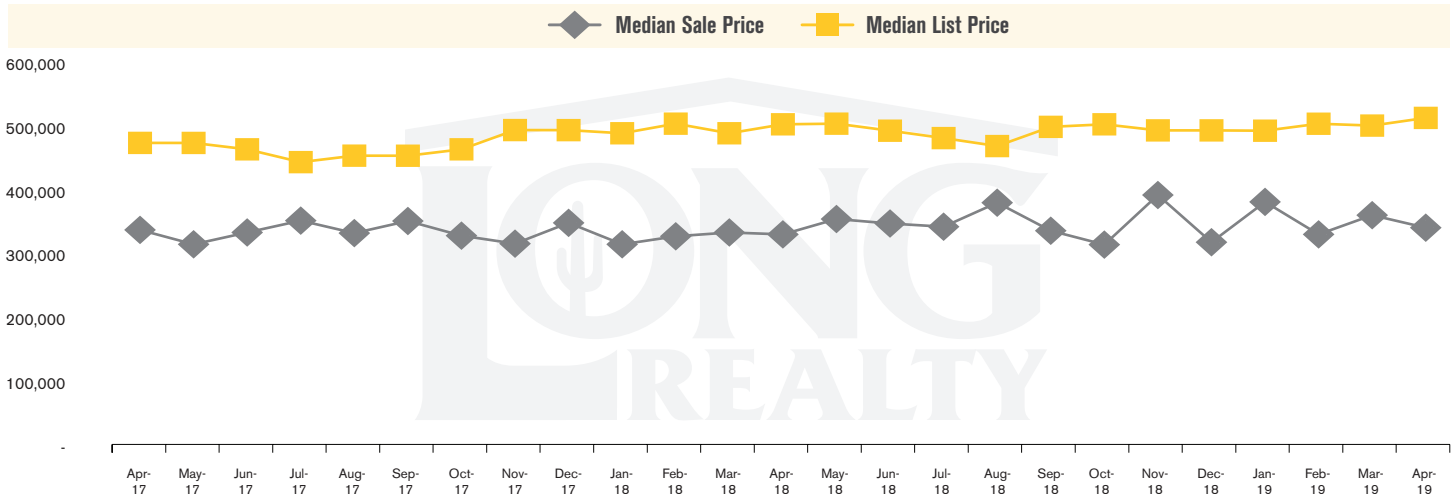 Median Sale Price Median List Price
600,000
500,000
400,000
300,000
200,000
100,000
-
LONG
REALTY
Apr- May- Jun- Jul- Aug- Sep- Oct- Nov- Dec- Jan- Feb- Mar- Apr- May- Jun- Jul- Aug- Sep- Oct- Nov- Dec- Jan- Feb- Mar- Apr-
17 17 17 17 17 17 17 17 17 18 18 18 18 18 18 18 18 18 18 18 18 19 19 19 19